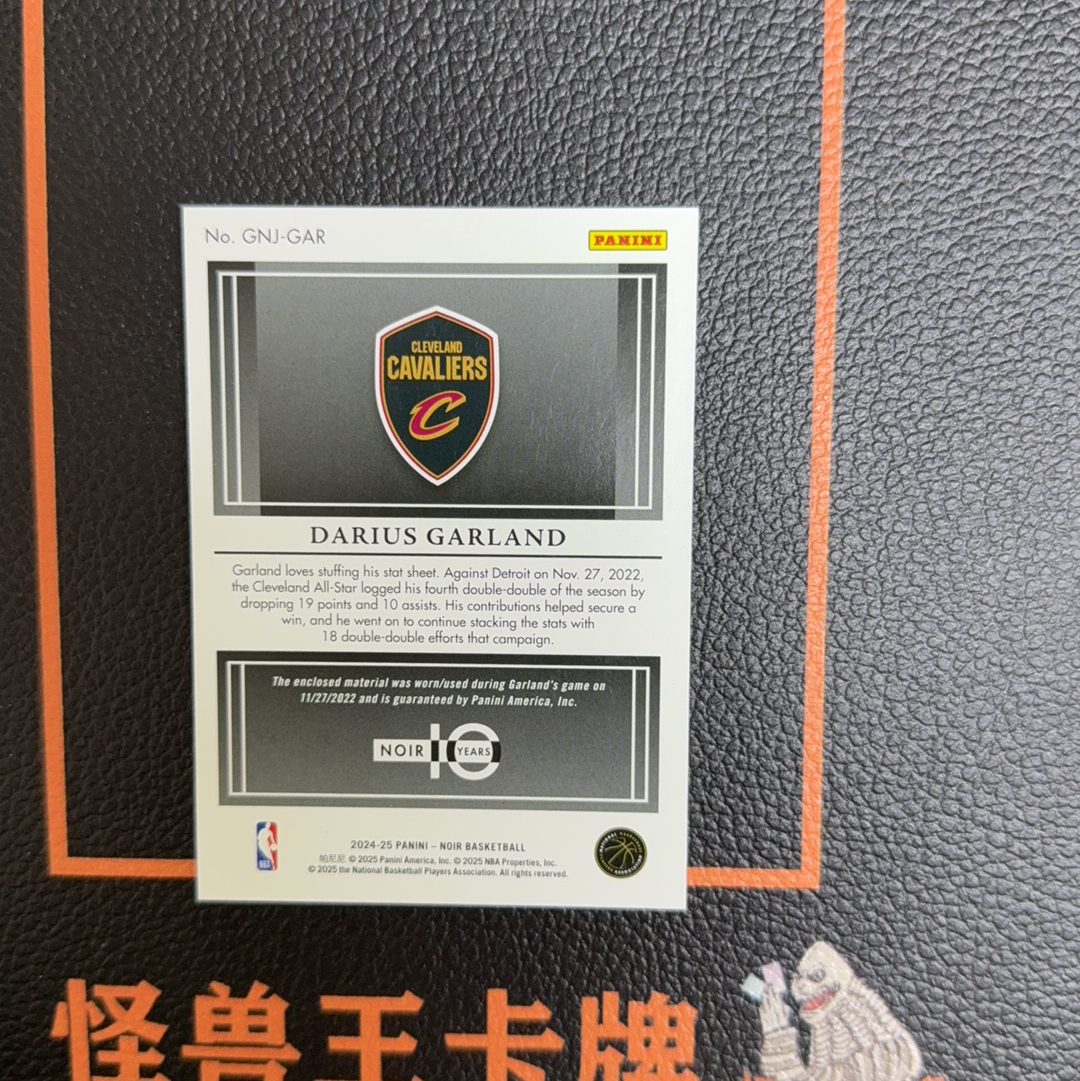 No. GNJ-GAR
PANINI
CLEVELAND
CAVALIERS
C
DARIUS GARLAND
Garland loves stuffing his stat sheet. Against Detroit on Nov. 27, 2022,
the Cleveland All-Star logged his fourth double-double of the season by
dropping 19 points and 10 assists. His contributions helped secure a
win, and he went on to continue stacking the stats with
18 double-double efforts that campaign.
The enclosed material was worn/used during Garland's game on
11/27/2022 and is guaranteed by Panini America, Inc.
NOIR 10 YEARS
NBA
2024-25 PANINI – NOIR BASKETBALL
帕尼尼 © 2025 Panini America, Inc. © 2025 NBA Properties, Inc.
© 2025 the National Basketball Players Association. All rights reserved.
怪兽王卡牌